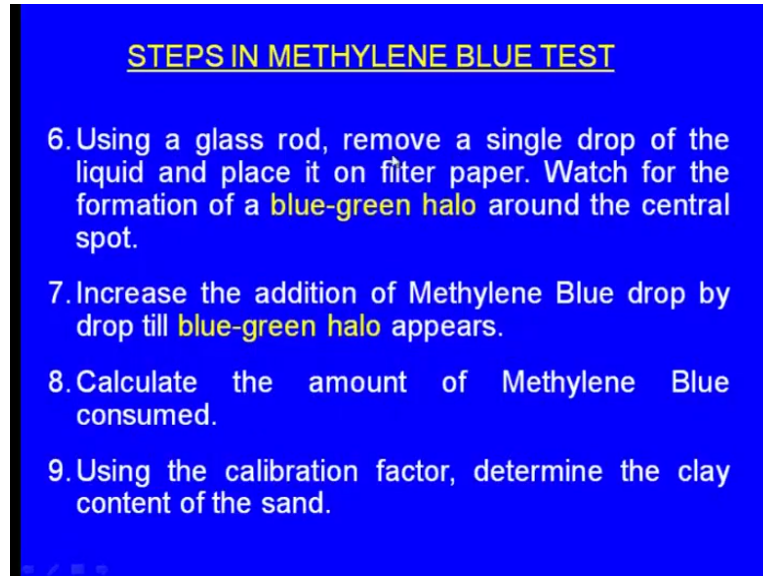 STEPS IN METHYLENE BLUE TEST
6. Using a glass rod, remove a single drop of the
liquid and place it on filter paper. Watch for the
formation of a blue-green halo around the central
spot.
7. Increase the addition of Methylene Blue drop by
drop till blue-green halo appears.
8. Calculate the amount of Methylene Blue
consumed.
9. Using the calibration factor, determine the clay
content of the sand.